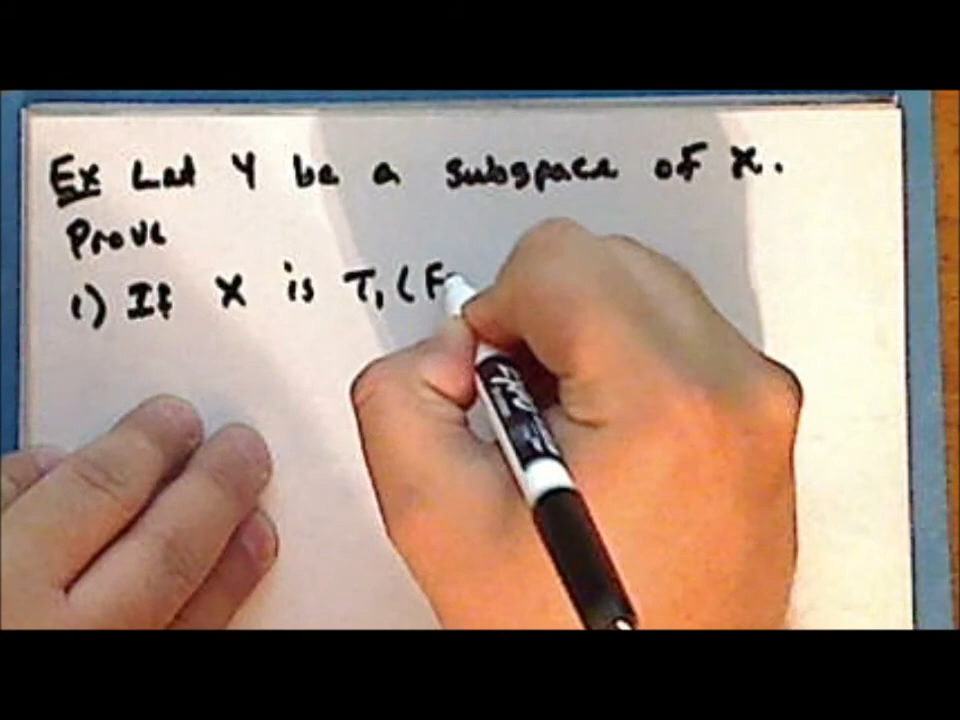 Ex Let Y be a subspace of X.
Prove
1) If X is T₁ (F